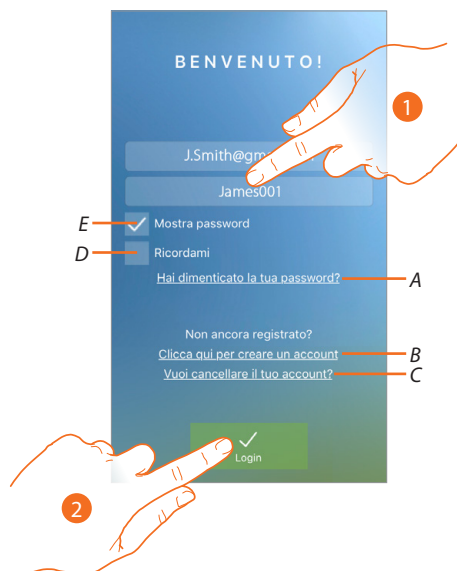 BENVENUTO!
1
J.Smith@gm
James001
E
Mostra password
D
Ricordami
Hai dimenticato la tua password?
A
Non ancora registrato?
Clicca qui per creare un account
B
Vuoi cancellare il tuo account?
C
Login
2